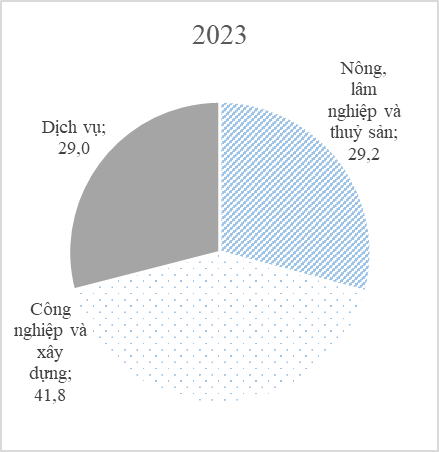 2023
Nông,
lâm
nghiệp và
thuỷ sản;
29,2
Dịch vụ;
29,0
Công
nghiệp và
xây
dựng;
41,8